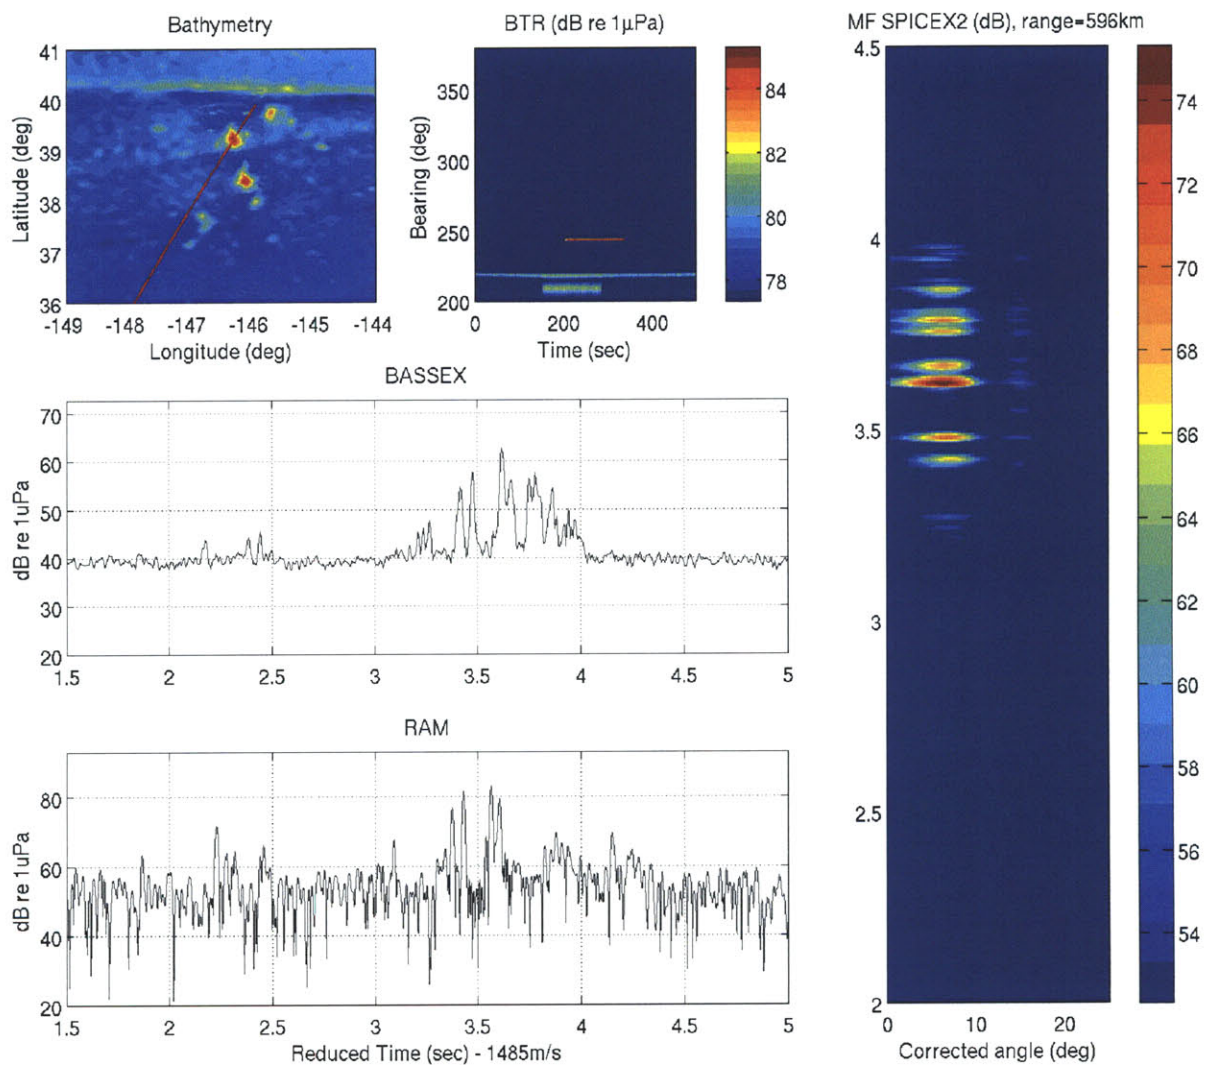 Bathymetry
41
40
39
38
37
36
Latitude (deg)
-149 -148 -147 -146 -145 -144
Longitude (deg)
BTR (dB re 1μPa)
350
300
250
200
Bearing (deg)
0 200 400
Time (sec)
84
82
80
78
BASSEX
70
60
50
40
30
20
dB re 1uPa
1.5 2 2.5 3 3.5 4 4.5 5
RAM
80
60
40
20
dB re 1uPa
1.5 2 2.5 3 3.5 4 4.5 5
Reduced Time (sec) - 1485m/s
MF SPICEX2 (dB), range=596km
4.5
4
3.5
3
2.5
2
0 10 20
Corrected angle (deg)
74
72
70
68
66
64
62
60
58
56
54